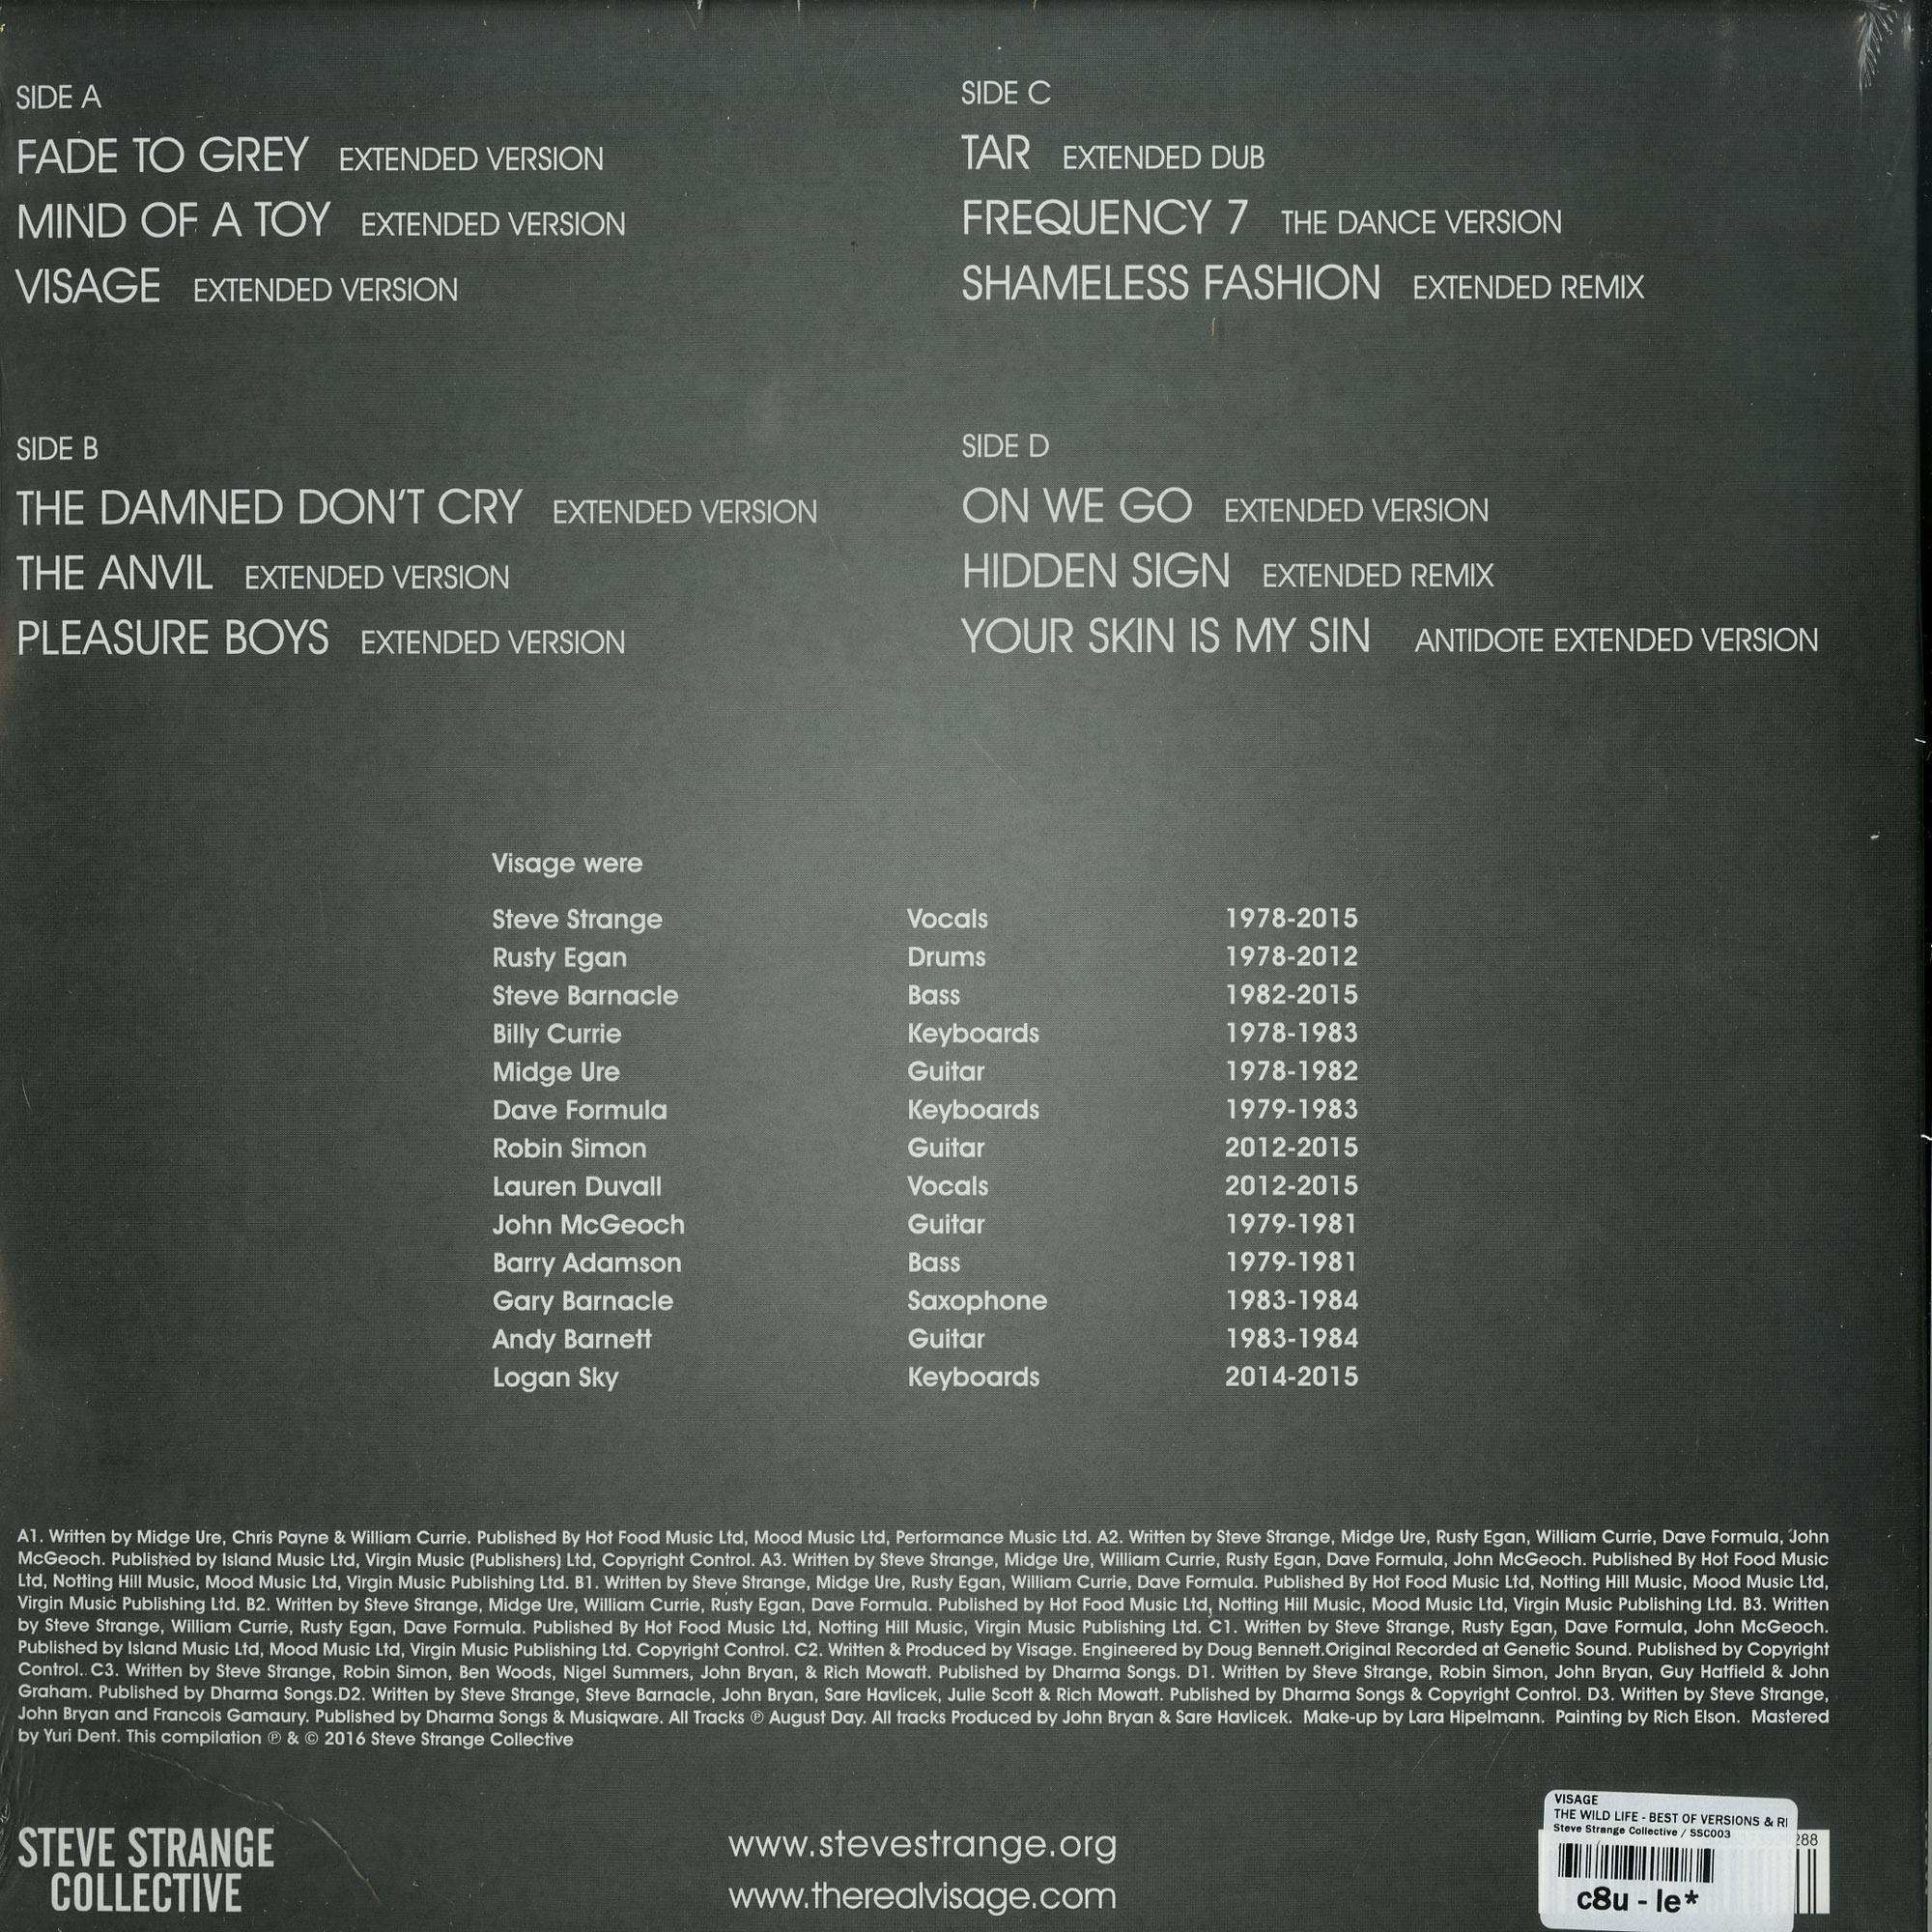 SIDE A
FADE TO GREY EXTENDED VERSION
MIND OF A TOY EXTENDED VERSION
VISAGE EXTENDED VERSION
SIDE B
THE DAMNED DON'T CRY EXTENDED VERSION
THE ANVIL EXTENDED VERSION
PLEASURE BOYS EXTENDED VERSION
SIDE C
TAR EXTENDED DUB
FREQUENCY 7 THE DANCE VERSION
SHAMELESS FASHION EXTENDED REMIX
SIDE D
ON WE GO EXTENDED VERSION
HIDDEN SIGN EXTENDED REMIX
YOUR SKIN IS MY SIN ANTIDOTE EXTENDED VERSION
Visage were
Steve Strange Vocals 1978-2015
Rusty Egan Drums 1978-2012
Steve Barnacle Bass 1982-2015
Billy Currie Keyboards 1978-1983
Midge Ure Guitar 1978-1982
Dave Formula Keyboards 1979-1983
Robin Simon Guitar 2012-2015
Lauren Duvall Vocals 2012-2015
John McGeoch Guitar 1979-1981
Barry Adamson Bass 1979-1981
Gary Barnacle Saxophone 1983-1984
Andy Barnett Guitar 1983-1984
Logan Sky Keyboards 2014-2015
A1. Written by Midge Ure, Chris Payne & William Currie. Published By Hot Food Music Ltd, Mood Music Ltd, Performance Music Ltd. A2. Written by Steve Strange, Midge Ure, Rusty Egan, William Currie, Dave Formula, John
McGeoch. Published by Island Music Ltd, Virgin Music (Publishers) Ltd, Copyright Control. A3. Written by Steve Strange, Midge Ure, William Currie, Rusty Egan, Dave Formula, John McGeoch. Published By Hot Food Music
Ltd, Notting Hill Music, Mood Music Ltd, Virgin Music Publishing Ltd. B1. Written by Steve Strange, Midge Ure, Rusty Egan, William Currie, Dave Formula. Published By Hot Food Music Ltd, Notting Hill Music, Mood Music Ltd,
Virgin Music Publishing Ltd. B2. Written by Steve Strange, Midge Ure, William Currie, Rusty Egan, Dave Formula. Published by Hot Food Music Ltd, Notting Hill Music, Mood Music Ltd, Virgin Music Publishing Ltd. B3. Written
by Steve Strange, William Currie, Rusty Egan, Dave Formula. Published By Hot Food Music Ltd, Notting Hill Music, Virgin Music Publishing Ltd. C1. Written by Steve Strange, Rusty Egan, Dave Formula, John McGeoch.
Published by Island Music Ltd, Mood Music Ltd, Virgin Music Publishing Ltd. Copyright Control. C2. Written & Produced by Visage. Engineered by Doug Bennett.Original Recorded at Genetic Sound. Published by Copyright
Control.. C3. Written by Steve Strange, Robin Simon, Ben Woods, Nigel Summers, John Bryan, & Rich Mowatt. Published by Dharma Songs. D1. Written by Steve Strange, Robin Simon, John Bryan, Guy Hatfield & John
Graham. Published by Dharma Songs.D2. Written by Steve Strange, Steve Barnacle, John Bryan, Sare Havlicek, Julie Scott & Rich Mowatt. Published by Dharma Songs & Copyright Control. D3. Written by Steve Strange,
John Bryan and Francois Gamaury. Published by Dharma Songs & Musiqware. All Tracks ℗ August Day. All tracks Produced by John Bryan & Sare Havlicek. Make-up by Lara Hipelmann. Painting by Rich Elson. Mastered
by Yuri Dent. This compilation ℗ & © 2016 Steve Strange Collective
STEVE STRANGE
COLLECTIVE
www.stevestrange.org
www.therealvisage.com
VISAGE
THE WILD LIFE - BEST OF VERSIONS &
Steve Strange Collective / SSC003
288
c8u - le*